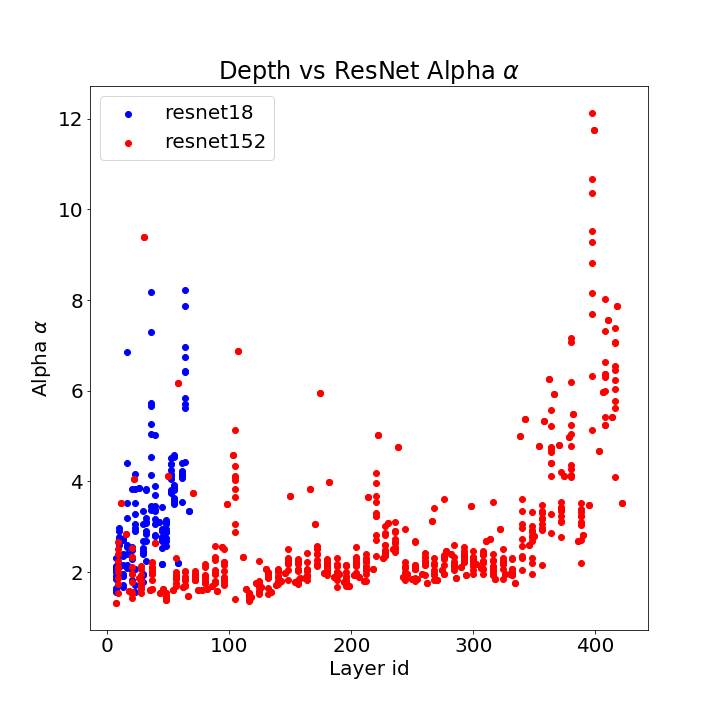 Depth vs ResNet Alpha α
resnet18
resnet152
12
10
8
6
4
2
Alpha α
0 100 200 300 400
Layer id